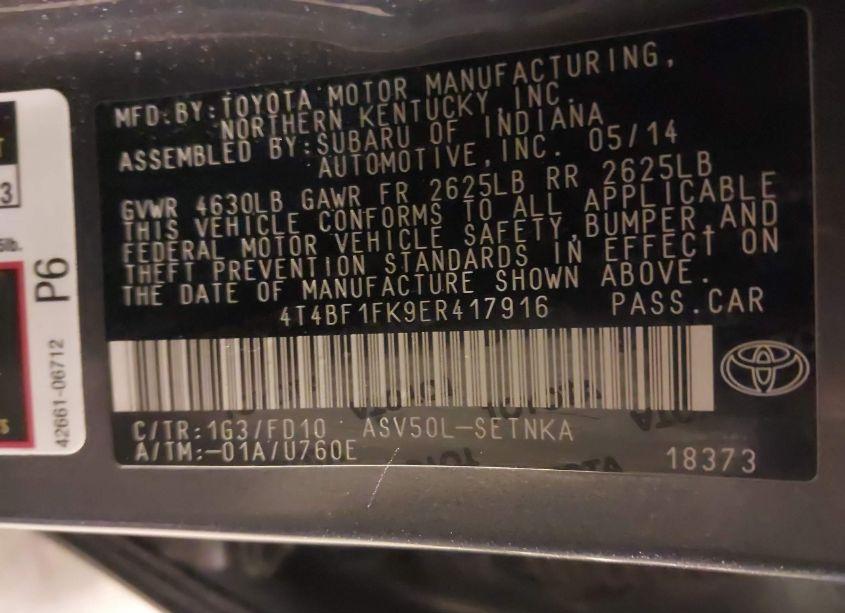 MFD.BY:TOYOTA MOTOR MANUFACTURING,
NORTHERN KENTUCKY, INC.
ASSEMBLED BY:SUBARU OF INDIANA
AUTOMOTIVE, INC. 05/14
GVWR 4630LB GAWR FR 2625LB RR 2625LB
THIS VEHICLE CONFORMS TO ALL APPLICABLE
FEDERAL MOTOR VEHICLE SAFETY, BUMPER, AND
THEFT PREVENTION STANDARDS IN EFFECT ON
THE DATE OF MANUFACTURE SHOWN ABOVE.
4T4BF1FK9ER417916 PASS.CAR
C/TR:1G3/FD10 ASV50L-SETNKA
A/TM:-01A/U760E
18373
P6
42661-06712